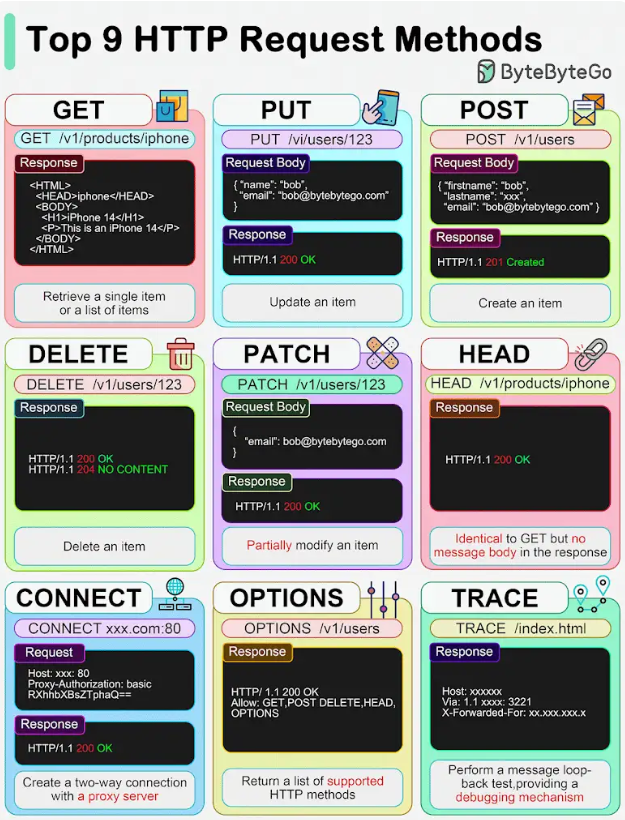 Top 9 HTTP Request Methods
ByteByteGo
GET
GET /v1/products/iphone
Response
<HTML>
<HEAD>iphone</HEAD>
<BODY>
<H1>iPhone 14</H1>
<P>This is an iPhone 14</P>
</BODY>
</HTML>
Retrieve a single item
or a list of items
PUT
PUT /vi/users/123
Request Body
{ "name": "bob",
"email": "bob@bytebytego.com"
}
Response
HTTP/1.1 200 OK
Update an item
POST
POST /v1/users
Request Body
{ "firstname": "bob",
lastname": "xxx",
"email": "bob@bytebytego.com" }
Response
HTTP/1.1 201 Created
Create an item
DELETE
DELETE /v1/users/123
Response
HTTP/1.1 200 OK
HTTP/1.1 204 NO CONTENT
Delete an item
PATCH
PATCH /v1/users/123
Request Body
{
"email": bob@bytebytego.com
}
Response
HTTP/1.1 200 OK
Partially modify an item
HEAD
HEAD /v1/products/iphone
Response
HTTP/1.1 200 OK
Identical to GET but no
message body in the response
CONNECT
CONNECT xxx.com:80
Request
Host: xxx: 80
Proxy-Authorization: basic
RXhhbXBsZTphaQ==
Response
HTTP/1.1 200 OK
Create a two-way connection
with a proxy server
OPTIONS
OPTIONS /v1/users
Response
HTTP/ 1.1 200 OK
Allow: GET,POST DELETE,HEAD,
OPTIONS
Return a list of supported
HTTP methods
TRACE
TRACE /index.html
Response
Host: xxxxxx
Via: 1.1 xxxx: 3221
X-Forwarded-For: xx.xxx.xxx.x
Perform a message loop-
back test,providing a
debugging mechanism